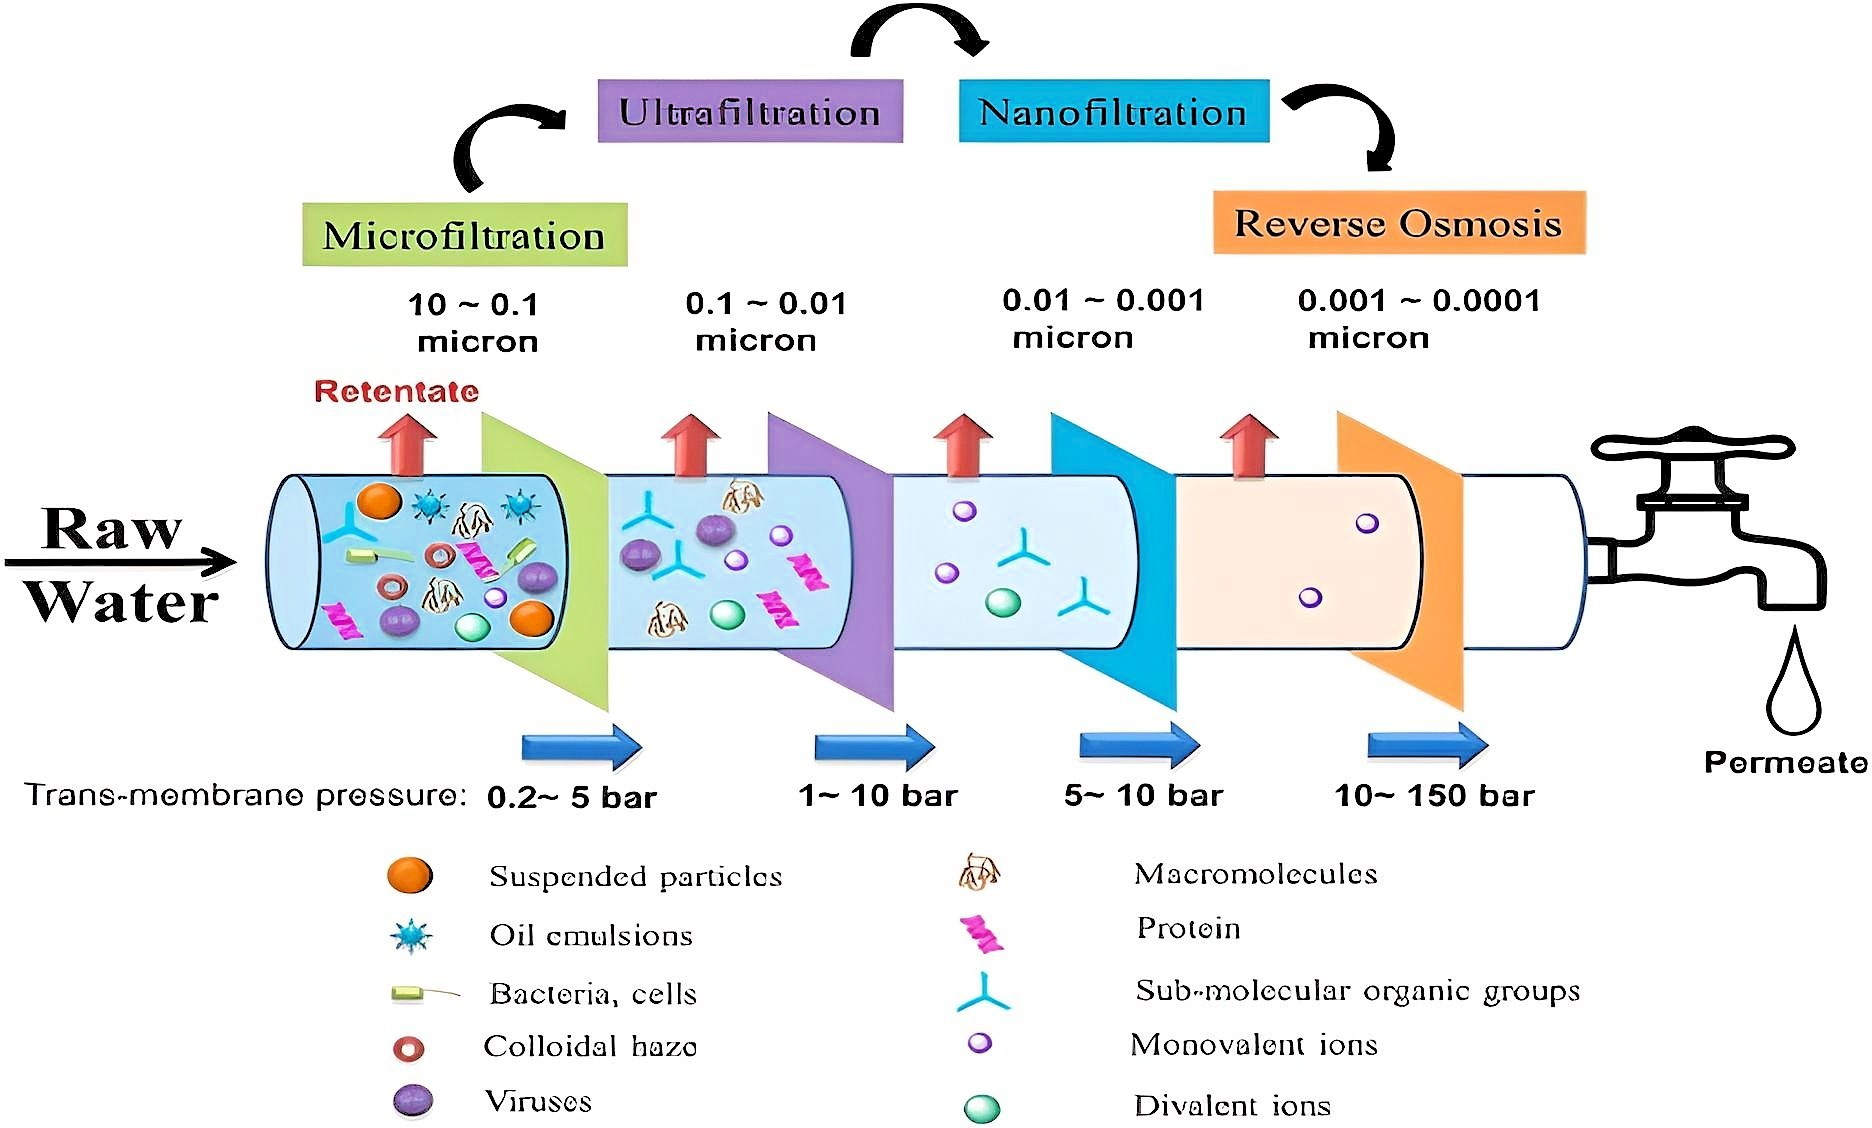 Ultrafiltration
Nanofiltration
Microfiltration
Reverse Osmosis
10 ~ 0.1
micron
0.1 ~ 0.01
micron
0.01 ~ 0.001
micron
0.001 ~ 0.0001
micron
Retentate
Raw
Water
Permeate
Trans-membrane pressure: 0.2~ 5 bar
1~ 10 bar
5~ 10 bar
10~ 150 bar
Suspended particles
Oil emulsions
Bacteria, cells
Colloidal haze
Viruses
Macromolecules
Protein
Sub-molecular organic groups
Monovalent ions
Divalent ions